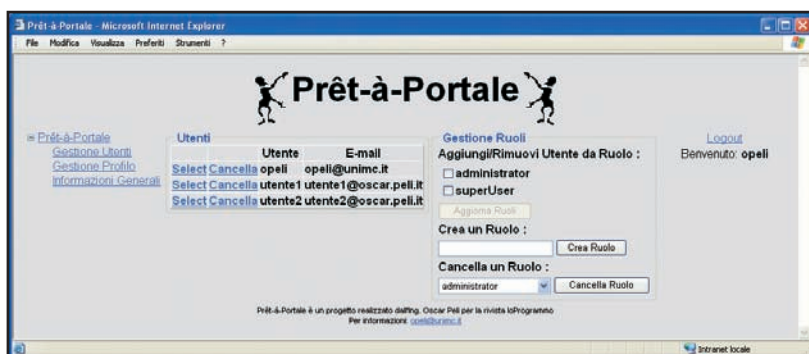 Prêt-à-Portale - Microsoft Internet Explorer
File Modifica Visualizza Preferiti Strumenti ?
Prêt-à-Portale
Prêt-à-Portale
Gestione Utenti
Gestione Profilo
Informazioni Generali
Utenti
Utente E-mail
Select Cancella opeli opeli@unimc.it
Select Cancella utente1 utente1@oscar.peli.it
Select Cancella utente2 utente2@oscar.peli.it
Gestione Ruoli
Aggiungi/Rimuovi Utente da Ruolo :
administrator
superUser
Aggiorna Ruoli
Crea un Ruolo :
Crea Ruolo
Cancella un Ruolo :
administrator Cancella Ruolo
Logout
Benvenuto: opeli
Prêt-à-Portale è un progetto realizzato dall'ing. Oscar Peli per la rivista ioProgrammo
Per informazioni: opeli@unimc.it
Intranet locale